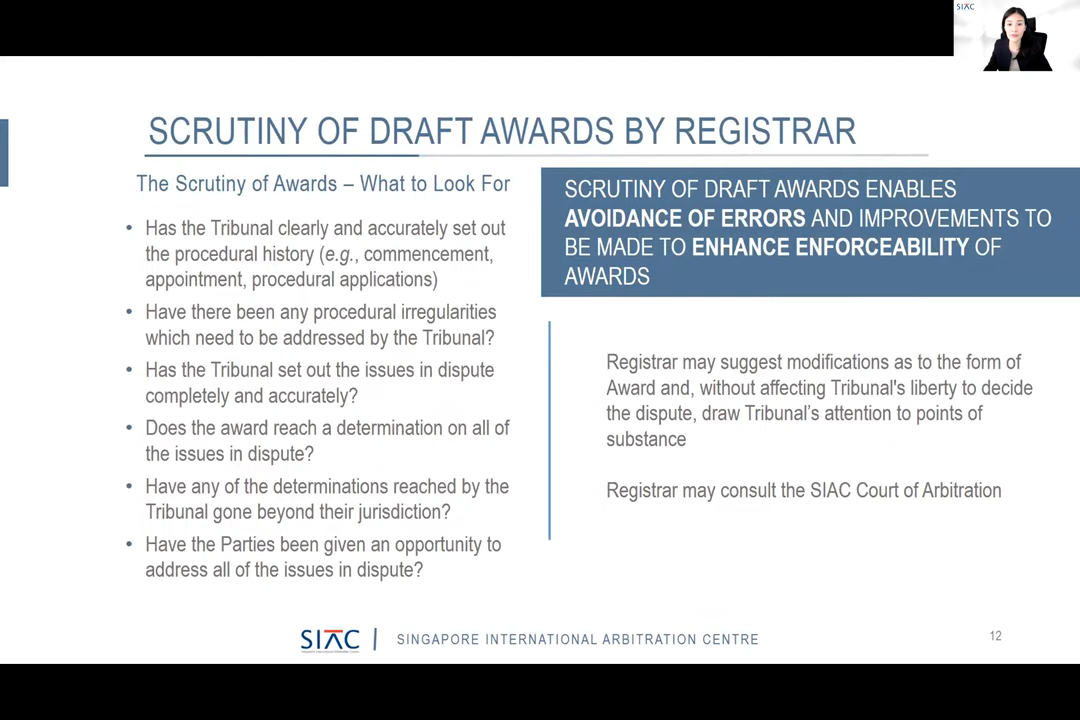 SIAC
SCRUTINY OF DRAFT AWARDS BY REGISTRAR
The Scrutiny of Awards – What to Look For
• Has the Tribunal clearly and accurately set out
the procedural history (e.g., commencement,
appointment, procedural applications)
• Have there been any procedural irregularities
which need to be addressed by the Tribunal?
• Has the Tribunal set out the issues in dispute
completely and accurately?
• Does the award reach a determination on all of
the issues in dispute?
• Have any of the determinations reached by the
Tribunal gone beyond their jurisdiction?
• Have the Parties been given an opportunity to
address all of the issues in dispute?
SCRUTINY OF DRAFT AWARDS ENABLES
AVOIDANCE OF ERRORS AND IMPROVEMENTS TO
BE MADE TO ENHANCE ENFORCEABILITY OF
AWARDS
Registrar may suggest modifications as to the form of
Award and, without affecting Tribunal's liberty to decide
the dispute, draw Tribunal’s attention to points of
substance
Registrar may consult the SIAC Court of Arbitration
SIAC
SINGAPORE INTERNATIONAL ARBITRATION CENTRE
12